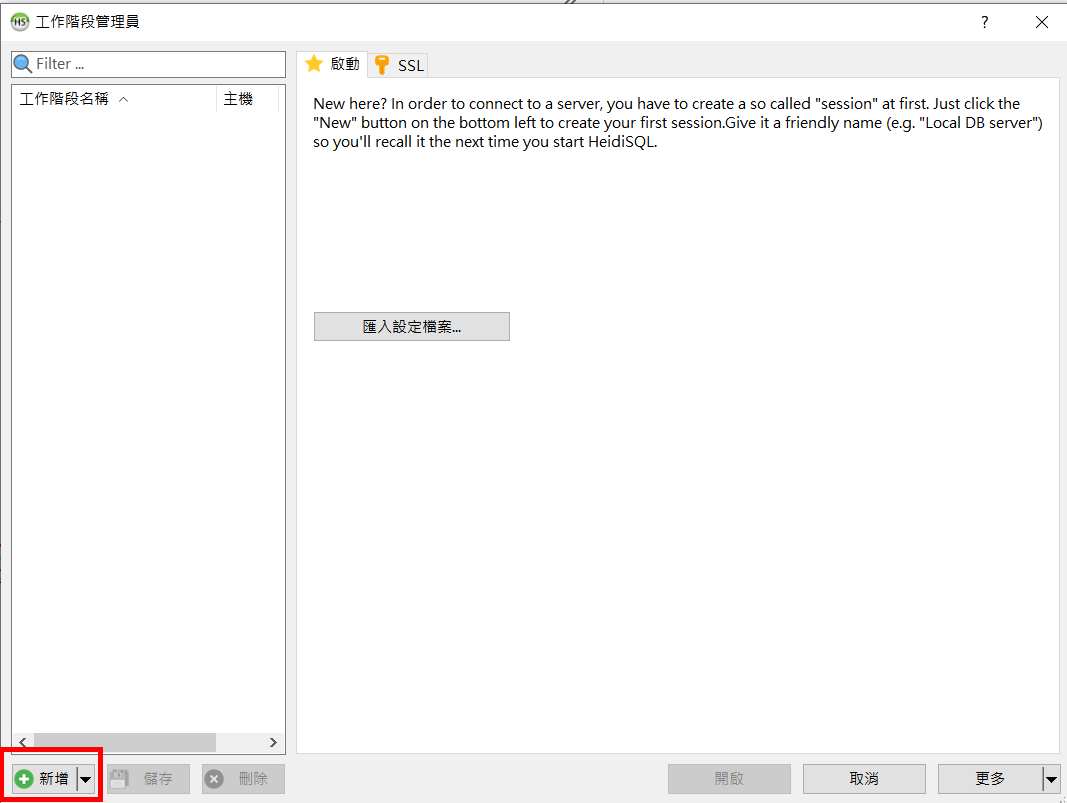 HS 工作階段管理員 ?
Filter ...
啟動 SSL
工作階段名稱 主機
New here? In order to connect to a server, you have to create a so called "session" at first. Just click the
"New" button on the bottom left to create your first session.Give it a friendly name (e.g. "Local DB server")
so you'll recall it the next time you start HeidiSQL.
匯入設定檔案...
新增 儲存 刪除 開啟 取消 更多